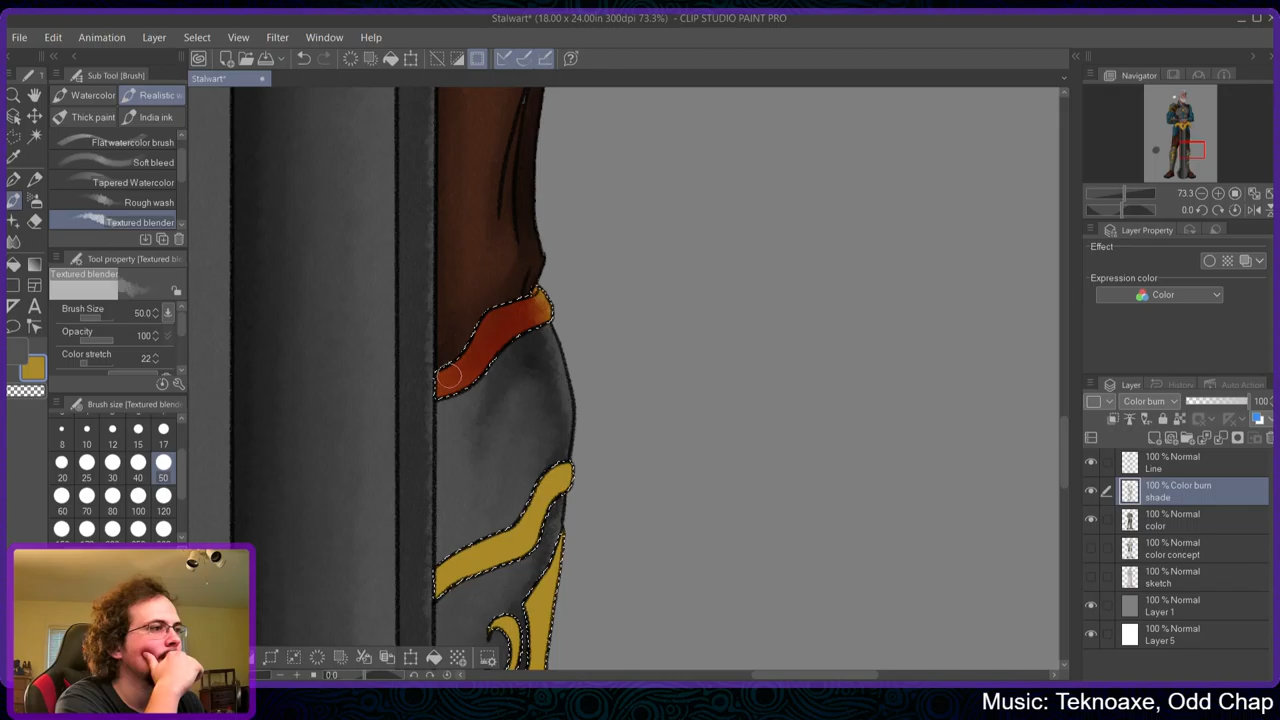 Stalwart* (18.00 x 24.00in 300dpi 73.3%) - CLIP STUDIO PAINT PRO
File Edit Animation Layer Select View Filter Window Help
Sub Tool [Brush]
Watercolor Realistic w
Thick paint India ink
Flat watercolor brush
Soft bleed
Tapered Watercolor
Rough wash
Textured blender
Tool property [Textured ble
Textured blender
Brush Size 50.0
Opacity 100
Color stretch 22
Brush size [Textured blende
8 10 12 15 17
20 25 30 40 50
60 70 80 100 120
Stalwart*
0.0
Navigator
73.3
0.0
Layer Property
Effect
Expression color
Color
Layer History Auto Action
Color burn 100
100 % Normal
Line
100 % Color burn
shade
100 % Normal
color
100 % Normal
color concept
100 % Normal
sketch
100 % Normal
Layer 1
100 % Normal
Layer 5
Music: Teknoaxe, Odd Chap